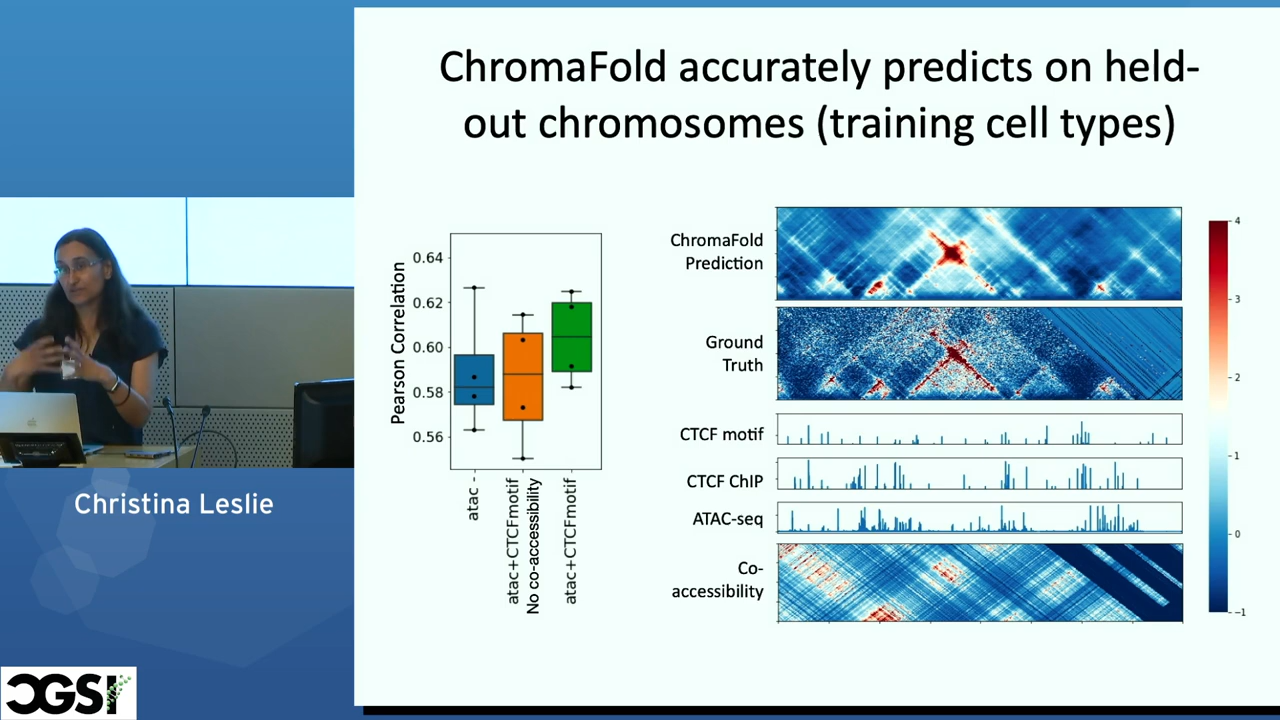 ChromaFold accurately predicts on held-
out chromosomes (training cell types)
Pearson Correlation
0.64
0.62
0.60
0.58
0.56
atac -
atac+CTCFmotif
No co-accessibility
atac+CTCFmotif
ChromaFold
Prediction
Ground
Truth
CTCF motif
CTCF ChIP
ATAC-seq
Co-
accessibility
4
3
2
1
0
−1
Christina Leslie
CGSI